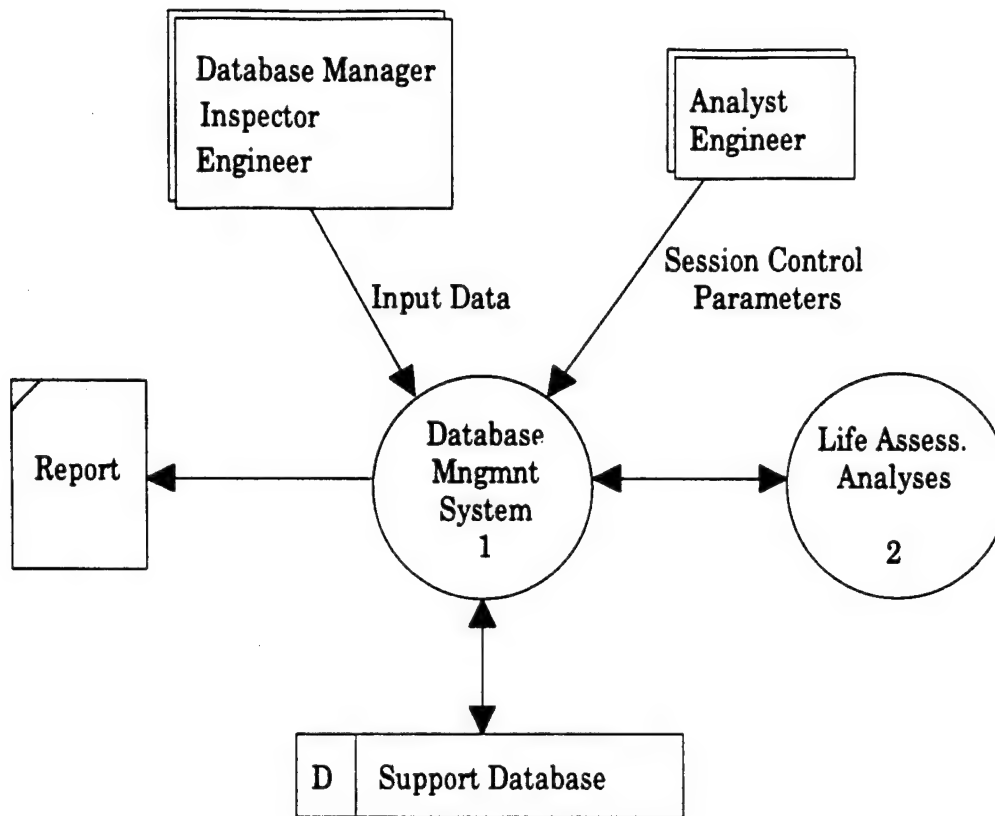 Database Manager
Inspector
Engineer
Analyst
Engineer
Session Control
Parameters
Input Data
Report
Database
Mngmnt
System
1
Life Assess.
Analyses
2
D
Support Database